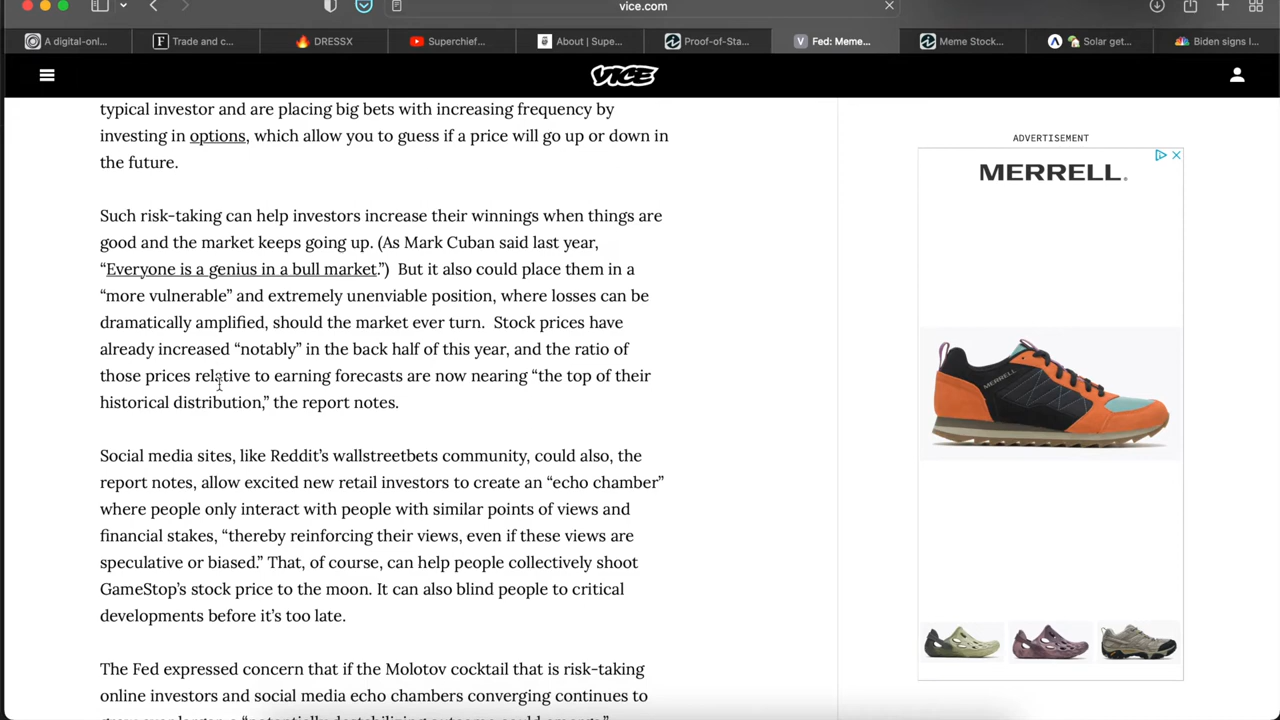 vice.com
A digital-onl...
Trade and c...
DRESSX
Superchief...
About | Supe...
Proof-of-Sta...
Fed: Meme...
Meme Stock...
Solar get...
Biden signs I...
VICE
typical investor and are placing big bets with increasing frequency by
investing in options, which allow you to guess if a price will go up or down in
the future.
Such risk-taking can help investors increase their winnings when things are
good and the market keeps going up. (As Mark Cuban said last year,
“Everyone is a genius in a bull market.”)  But it also could place them in a
“more vulnerable” and extremely unenviable position, where losses can be
dramatically amplified, should the market ever turn.  Stock prices have
already increased “notably” in the back half of this year, and the ratio of
those prices relative to earning forecasts are now nearing “the top of their
historical distribution,” the report notes.
Social media sites, like Reddit’s wallstreetbets community, could also, the
report notes, allow excited new retail investors to create an “echo chamber”
where people only interact with people with similar points of views and
financial stakes, “thereby reinforcing their views, even if these views are
speculative or biased.” That, of course, can help people collectively shoot
GameStop’s stock price to the moon. It can also blind people to critical
developments before it’s too late.
The Fed expressed concern that if the Molotov cocktail that is risk-taking
online investors and social media echo chambers converging continues to
grow ever larger, a “potentially destabilizing outcome could emerge.”
ADVERTISEMENT
MERRELL
MERRELL